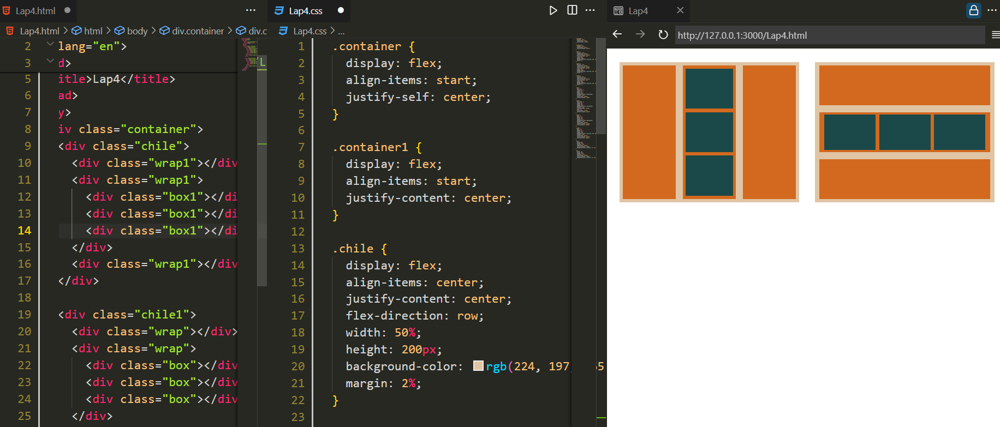 Lap4.html
Lap4.html html body div.container div.c
2 lang="en">
3 d>
5 itle>Lap4</title>
6 ad>
7 y>
8 iv class="container">
9 <div class="chile">
10 <div class="wrap1"></div
11 <div class="wrap1">
12 <div class="box1"></di
13 <div class="box1"></di
14 <div class="box1"></di
15 </div>
16 <div class="wrap1"></div
17 </div>
18
19 <div class="chile1">
20 <div class="wrap"></div>
21 <div class="wrap">
22 <div class="box"></div
23 <div class="box"></div
24 <div class="box"></div
25 </div>
L
Lap4.css
Lap4.css ...
1 .container {
2 display: flex;
3 align-items: start;
4 justify-self: center;
5 }
6
7 .container1 {
8 display: flex;
9 align-items: start;
10 justify-content: center;
11 }
12
13 .chile {
14 display: flex;
15 align-items: center;
16 justify-content: center;
17 flex-direction: row;
18 width: 50%;
19 height: 200px;
20 background-color: rgb(224, 197
21 margin: 2%;
22 }
23
Lap4
http://127.0.0.1:3000/Lap4.html